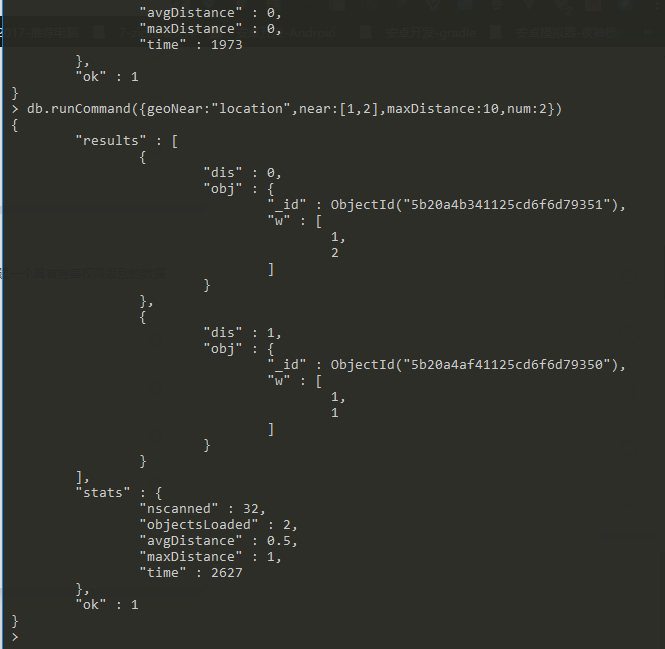 "avgDistance" : 0,
"maxDistance" : 0,
"time" : 1973
},
"ok" : 1
}
> db.runCommand({geoNear:"location",near:[1,2],maxDistance:10,num:2})
{
"results" : [
{
"dis" : 0,
"obj" : {
"_id" : ObjectId("5b20a4b341125cd6f6d79351"),
"w" : [
1,
2
]
}
},
{
"dis" : 1,
"obj" : {
"_id" : ObjectId("5b20a4af41125cd6f6d79350"),
"w" : [
1,
1
]
}
}
],
"stats" : {
"nscanned" : 32,
"objectsLoaded" : 2,
"avgDistance" : 0.5,
"maxDistance" : 1,
"time" : 2627
},
"ok" : 1
}
>